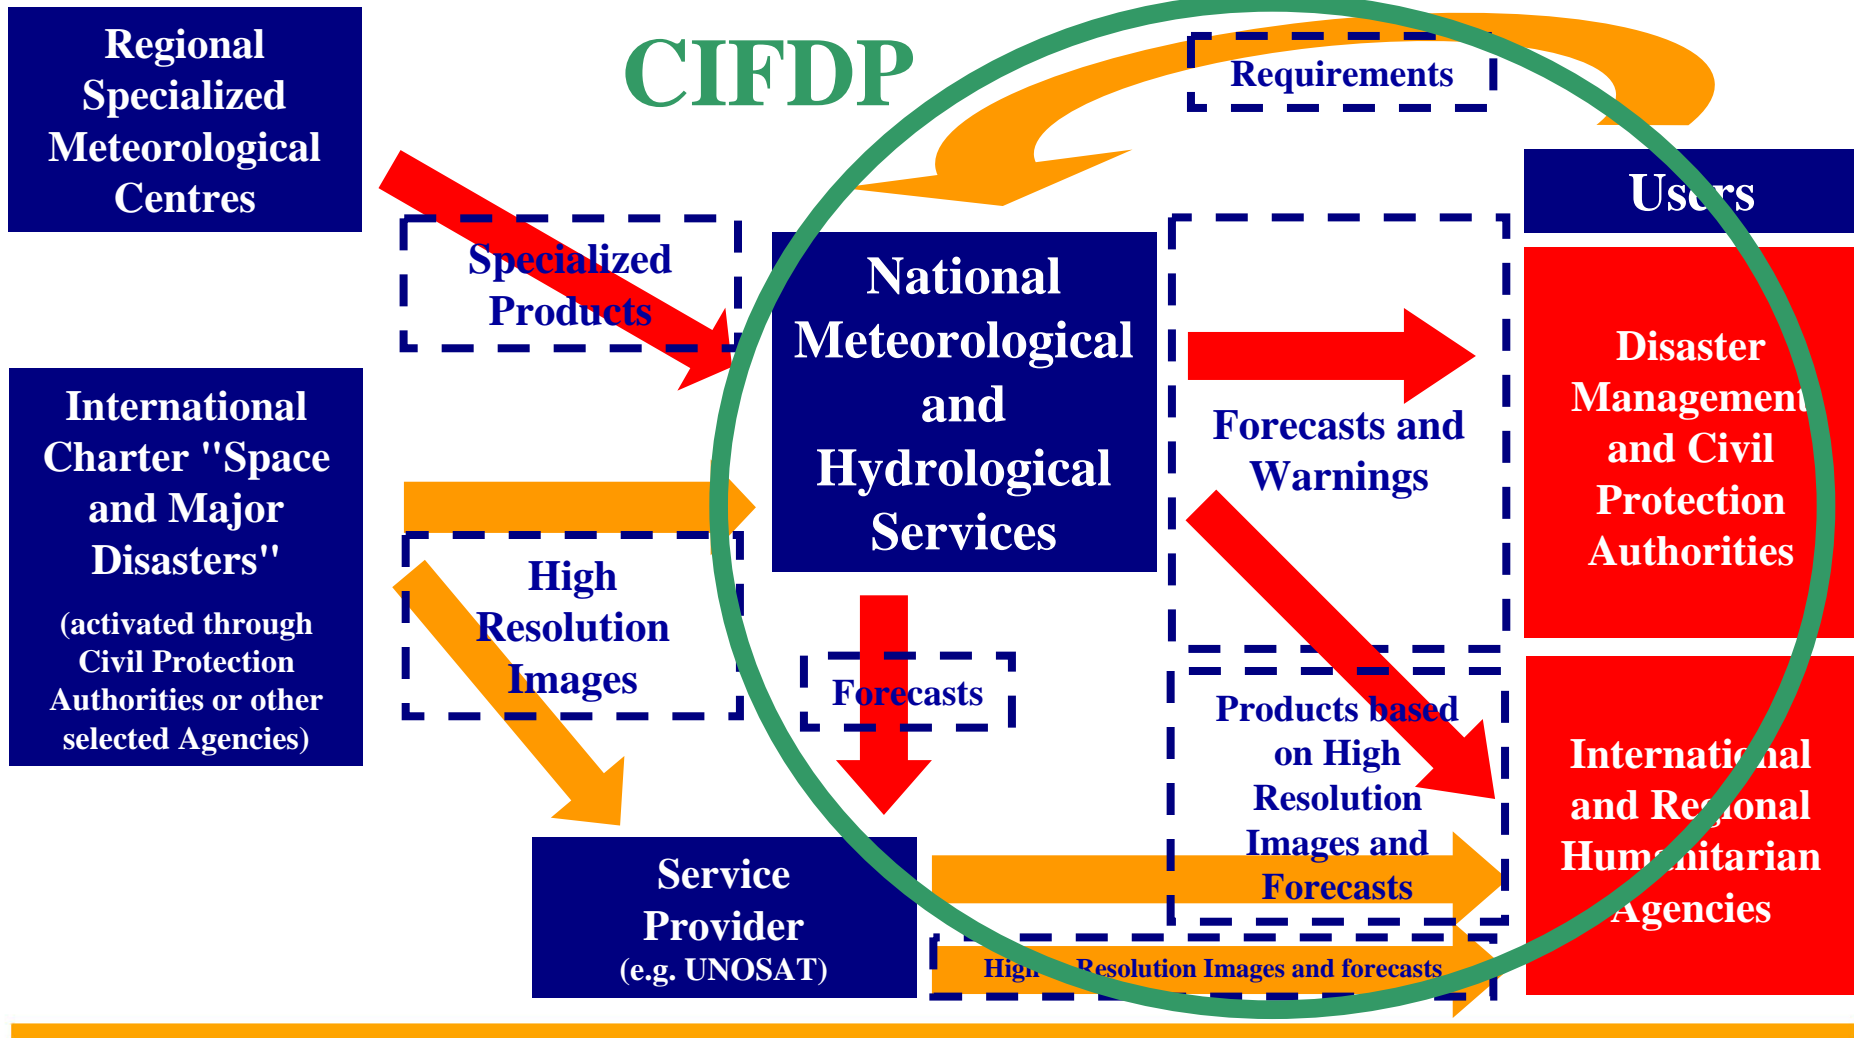 Regional
Specialized
Meteorological
Centres
CIFDP
Requirements
Users
Specialized
Products
National
Meteorological
and
Hydrological
Services
Forecasts and
Warnings
Disaster
Management
and Civil
Protection
Authorities
International
Charter "Space
and Major
Disasters"
(activated through
Civil Protection
Authorities or other
selected Agencies)
High
Resolution
Images
Forecasts
Products based
on High
Resolution
Images and
Forecasts
International
and Regional
Humanitarian
Agencies
Service
Provider
(e.g. UNOSAT)
High Resolution Images and forecasts